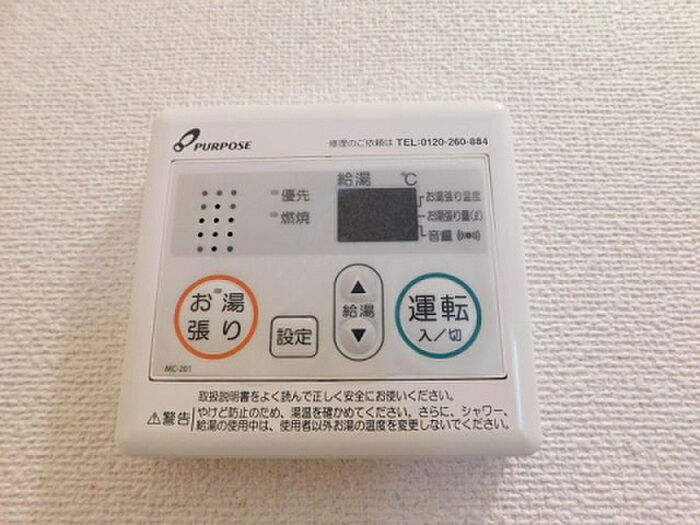 PURPOSE
修理のご依頼は TEL:0120-260-884
給湯 ℃
優先
燃焼
お湯張り温度
お湯張り量(ℓ)
音量
お湯張り
設定
▲
給湯
▼
運転
入/切
MC-201
取扱説明書をよく読んで正しく安全にお使いください。
⚠警告
やけど防止のため、湯温を確かめてください。さらに、シャワー、
給湯の使用中は、使用者以外お湯の温度を変更しないでください。